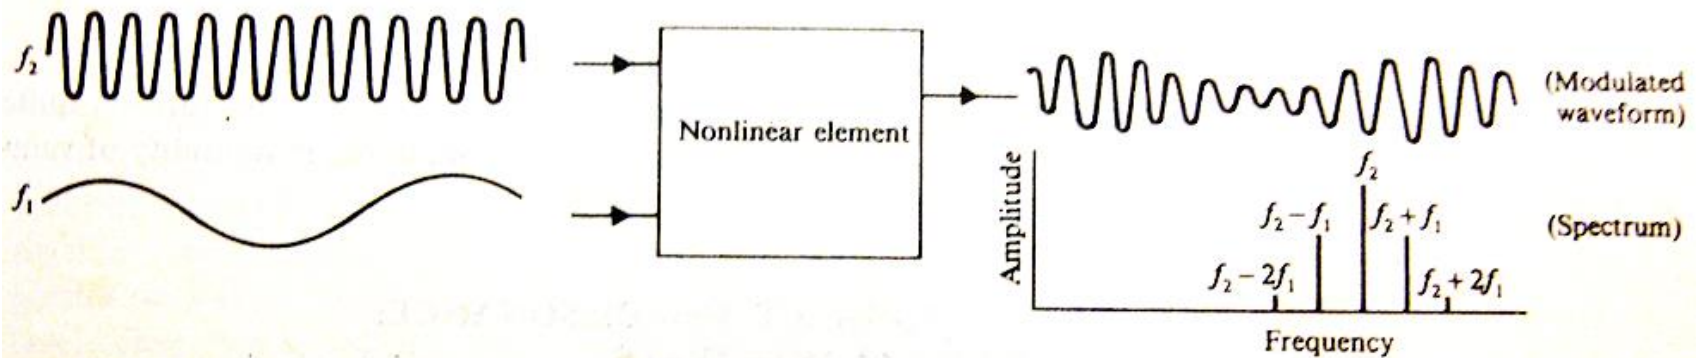 f₂
f₁
Nonlinear element
(Modulated
waveform)
Amplitude
f₂
f₂ − f₁
f₂ + f₁
(Spectrum)
f₂ − 2f₁
f₂ + 2f₁
Frequency